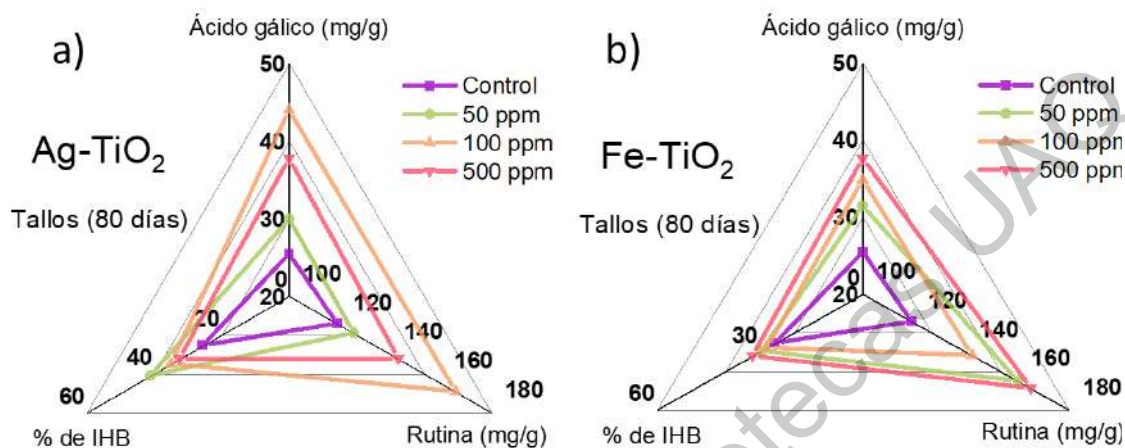 a)
Ácido gálico (mg/g)
50
40
30
20
0
20
40
60
100
120
140
160
180
Control
50 ppm
100 ppm
500 ppm
Ag-TiO₂
Tallos (80 días)
% de IHB
Rutina (mg/g)
b)
Ácido gálico (mg/g)
50
40
30
20
0
30
60
100
120
140
160
180
Control
50 ppm
100 ppm
500 ppm
Fe-TiO₂
Tallos (80 días)
% de IHB
Rutina (mg/g)
otecas UAQ